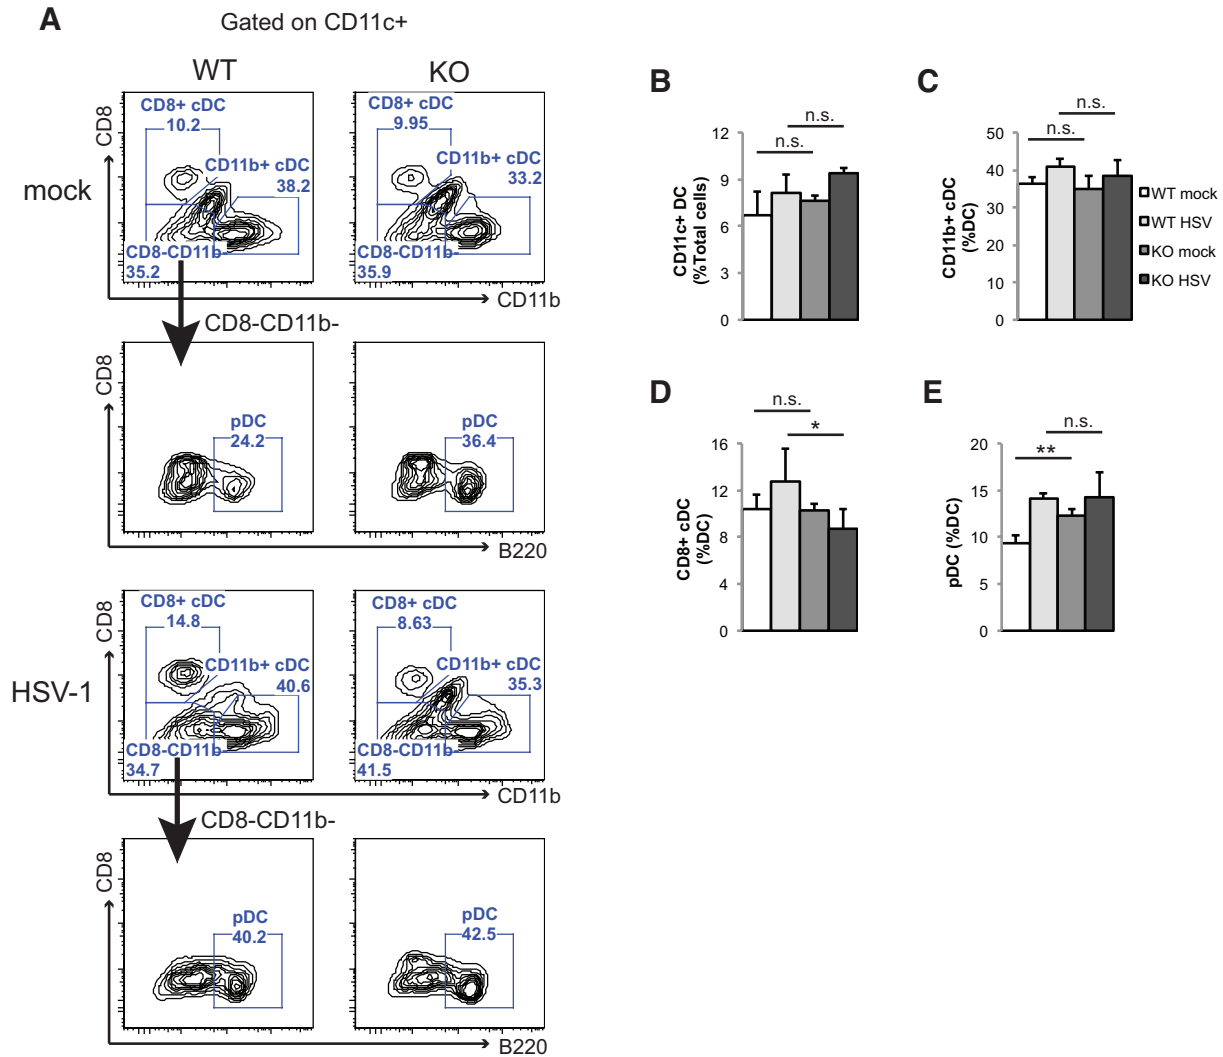 A
Gated on CD11c+
WT
KO
mock
CD8
CD8+ cDC
10.2
CD11b+ cDC
38.2
CD8-CD11b-
35.2
CD8+ cDC
9.95
CD11b+ cDC
33.2
CD8-CD11b-
35.9
CD11b
CD8-CD11b-
CD8
pDC
24.2
pDC
36.4
B220
HSV-1
CD8
CD8+ cDC
14.8
CD11b+ cDC
40.6
CD8-CD11b-
34.7
CD8+ cDC
8.63
CD11b+ cDC
35.3
CD8-CD11b-
41.5
CD11b
CD8-CD11b-
CD8
pDC
40.2
pDC
42.5
B220
B
n.s.
n.s.
CD11c+ DC
(%Total cells)
12
9
6
3
0
C
n.s.
n.s.
CD11b+ cDC
(%DC)
50
40
30
20
10
0
WT mock
WT HSV
KO mock
KO HSV
D
n.s.
*
CD8+ cDC
(%DC)
16
12
8
4
0
E
n.s.
**
pDC (%DC)
20
15
10
5
0